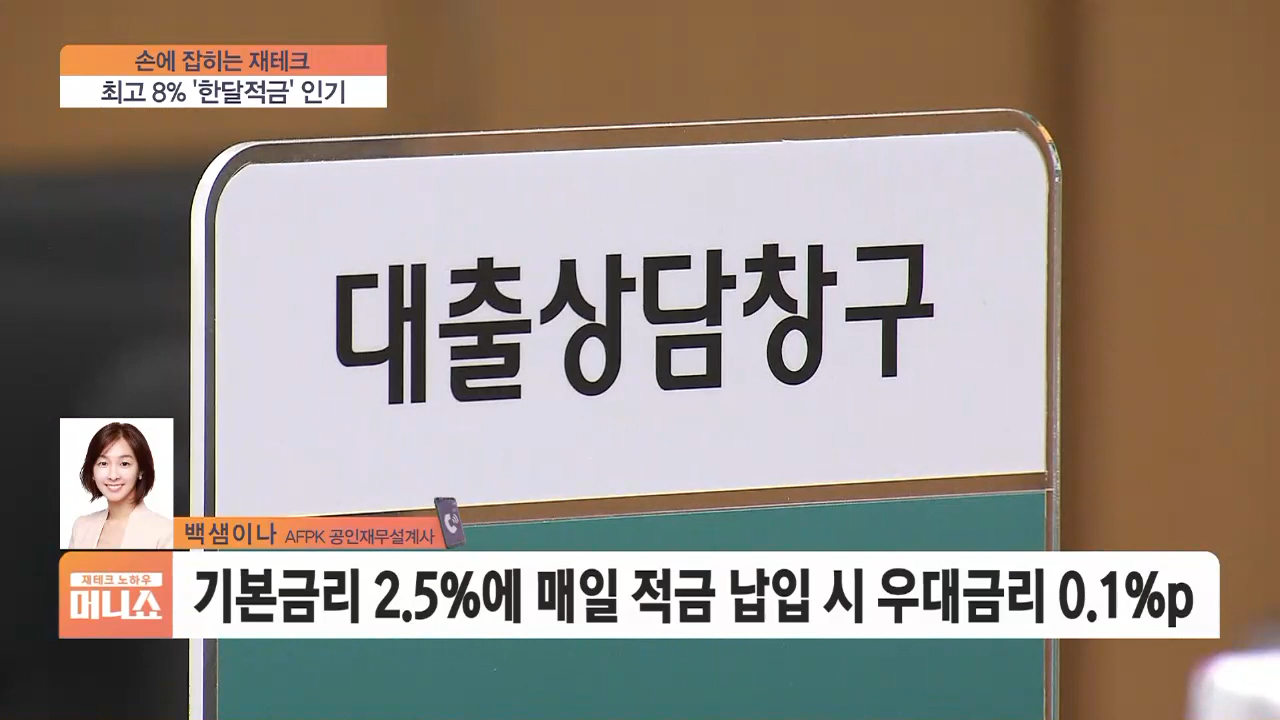 손에 잡히는 재테크
최고 8% '한달적금' 인기
대출상담창구
백샘이나 AFPK 공인재무설계사
재테크 노하우
머니쇼
기본금리 2.5%에 매일 적금 납입 시 우대금리 0.1%p